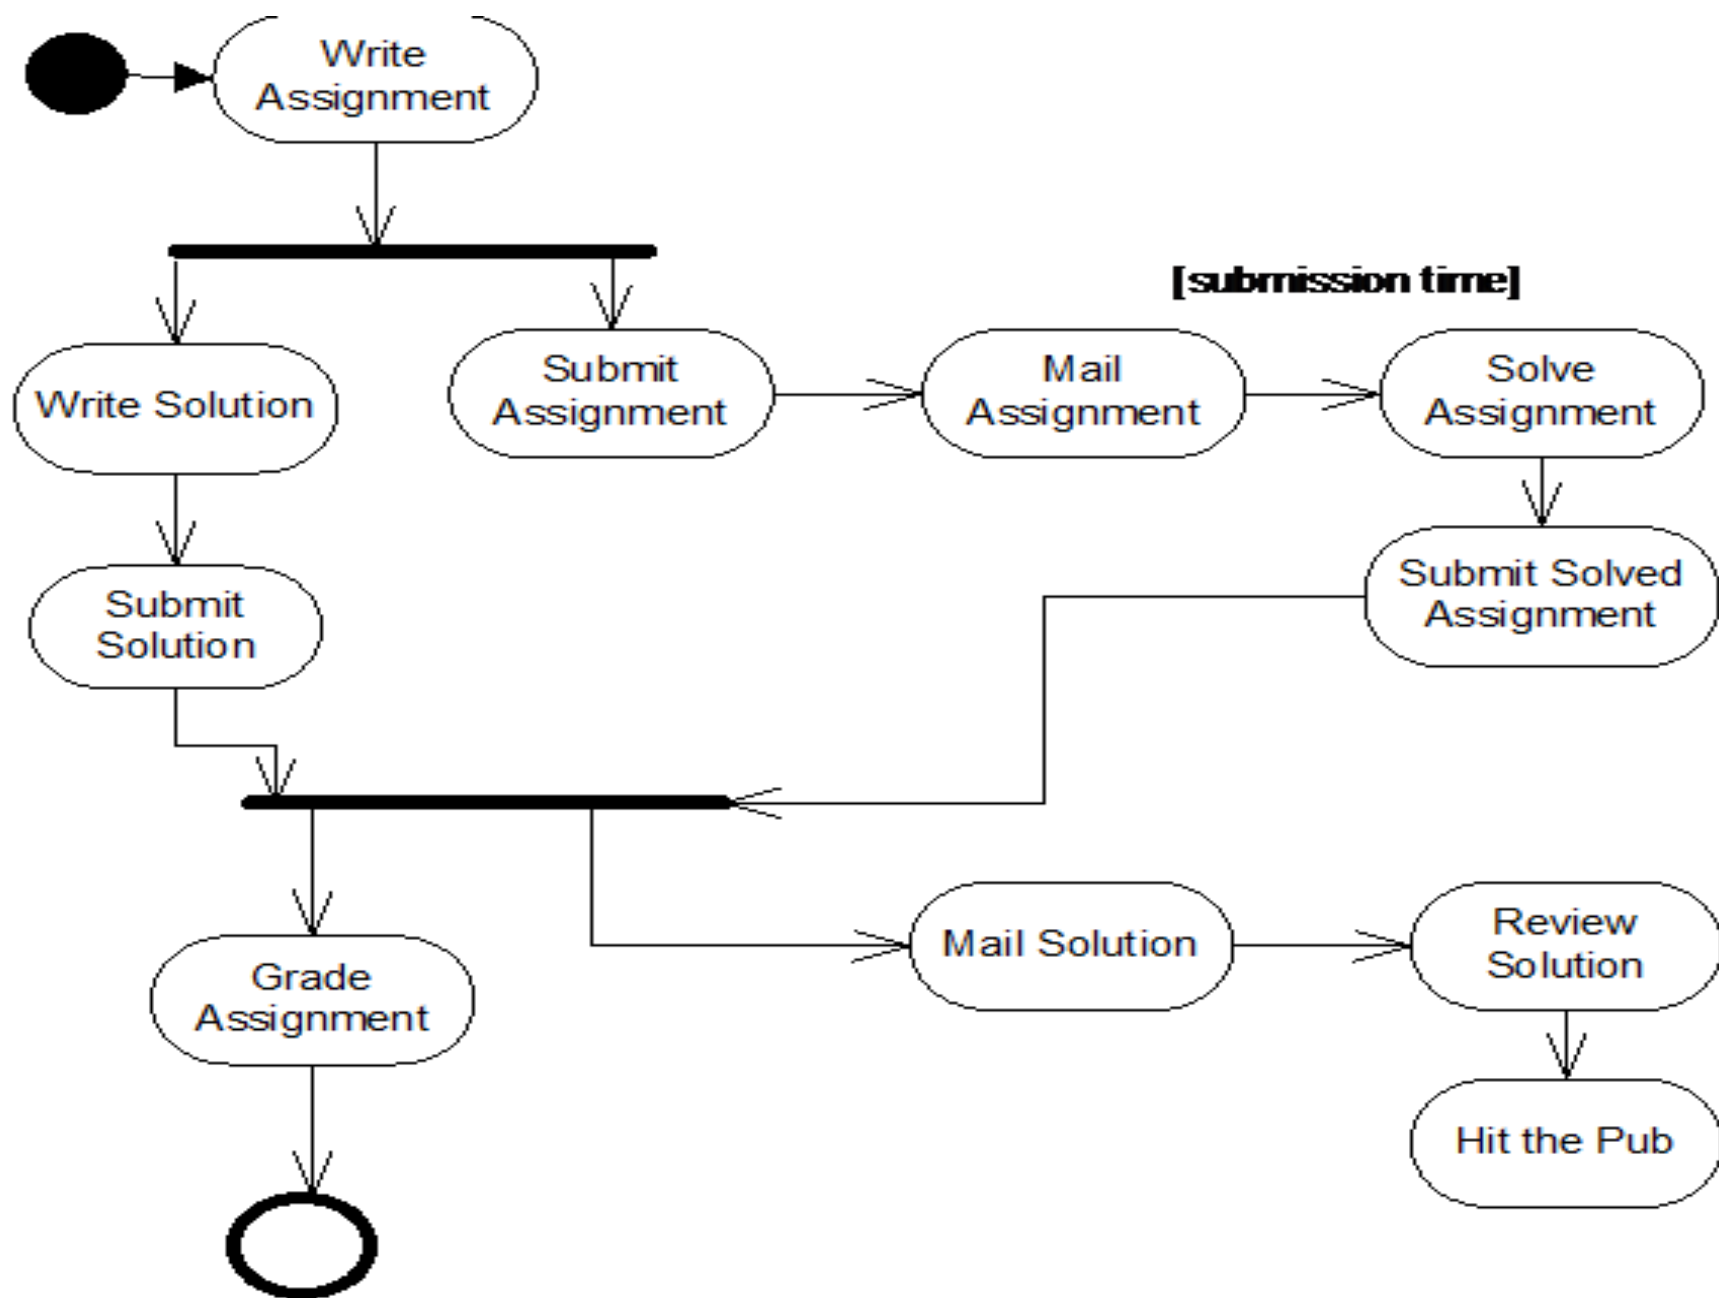 Write
Assignment
[submission time]
Write Solution
Submit
Assignment
Mail
Assignment
Solve
Assignment
Submit Solved
Assignment
Submit
Solution
Grade
Assignment
Mail Solution
Review
Solution
Hit the Pub